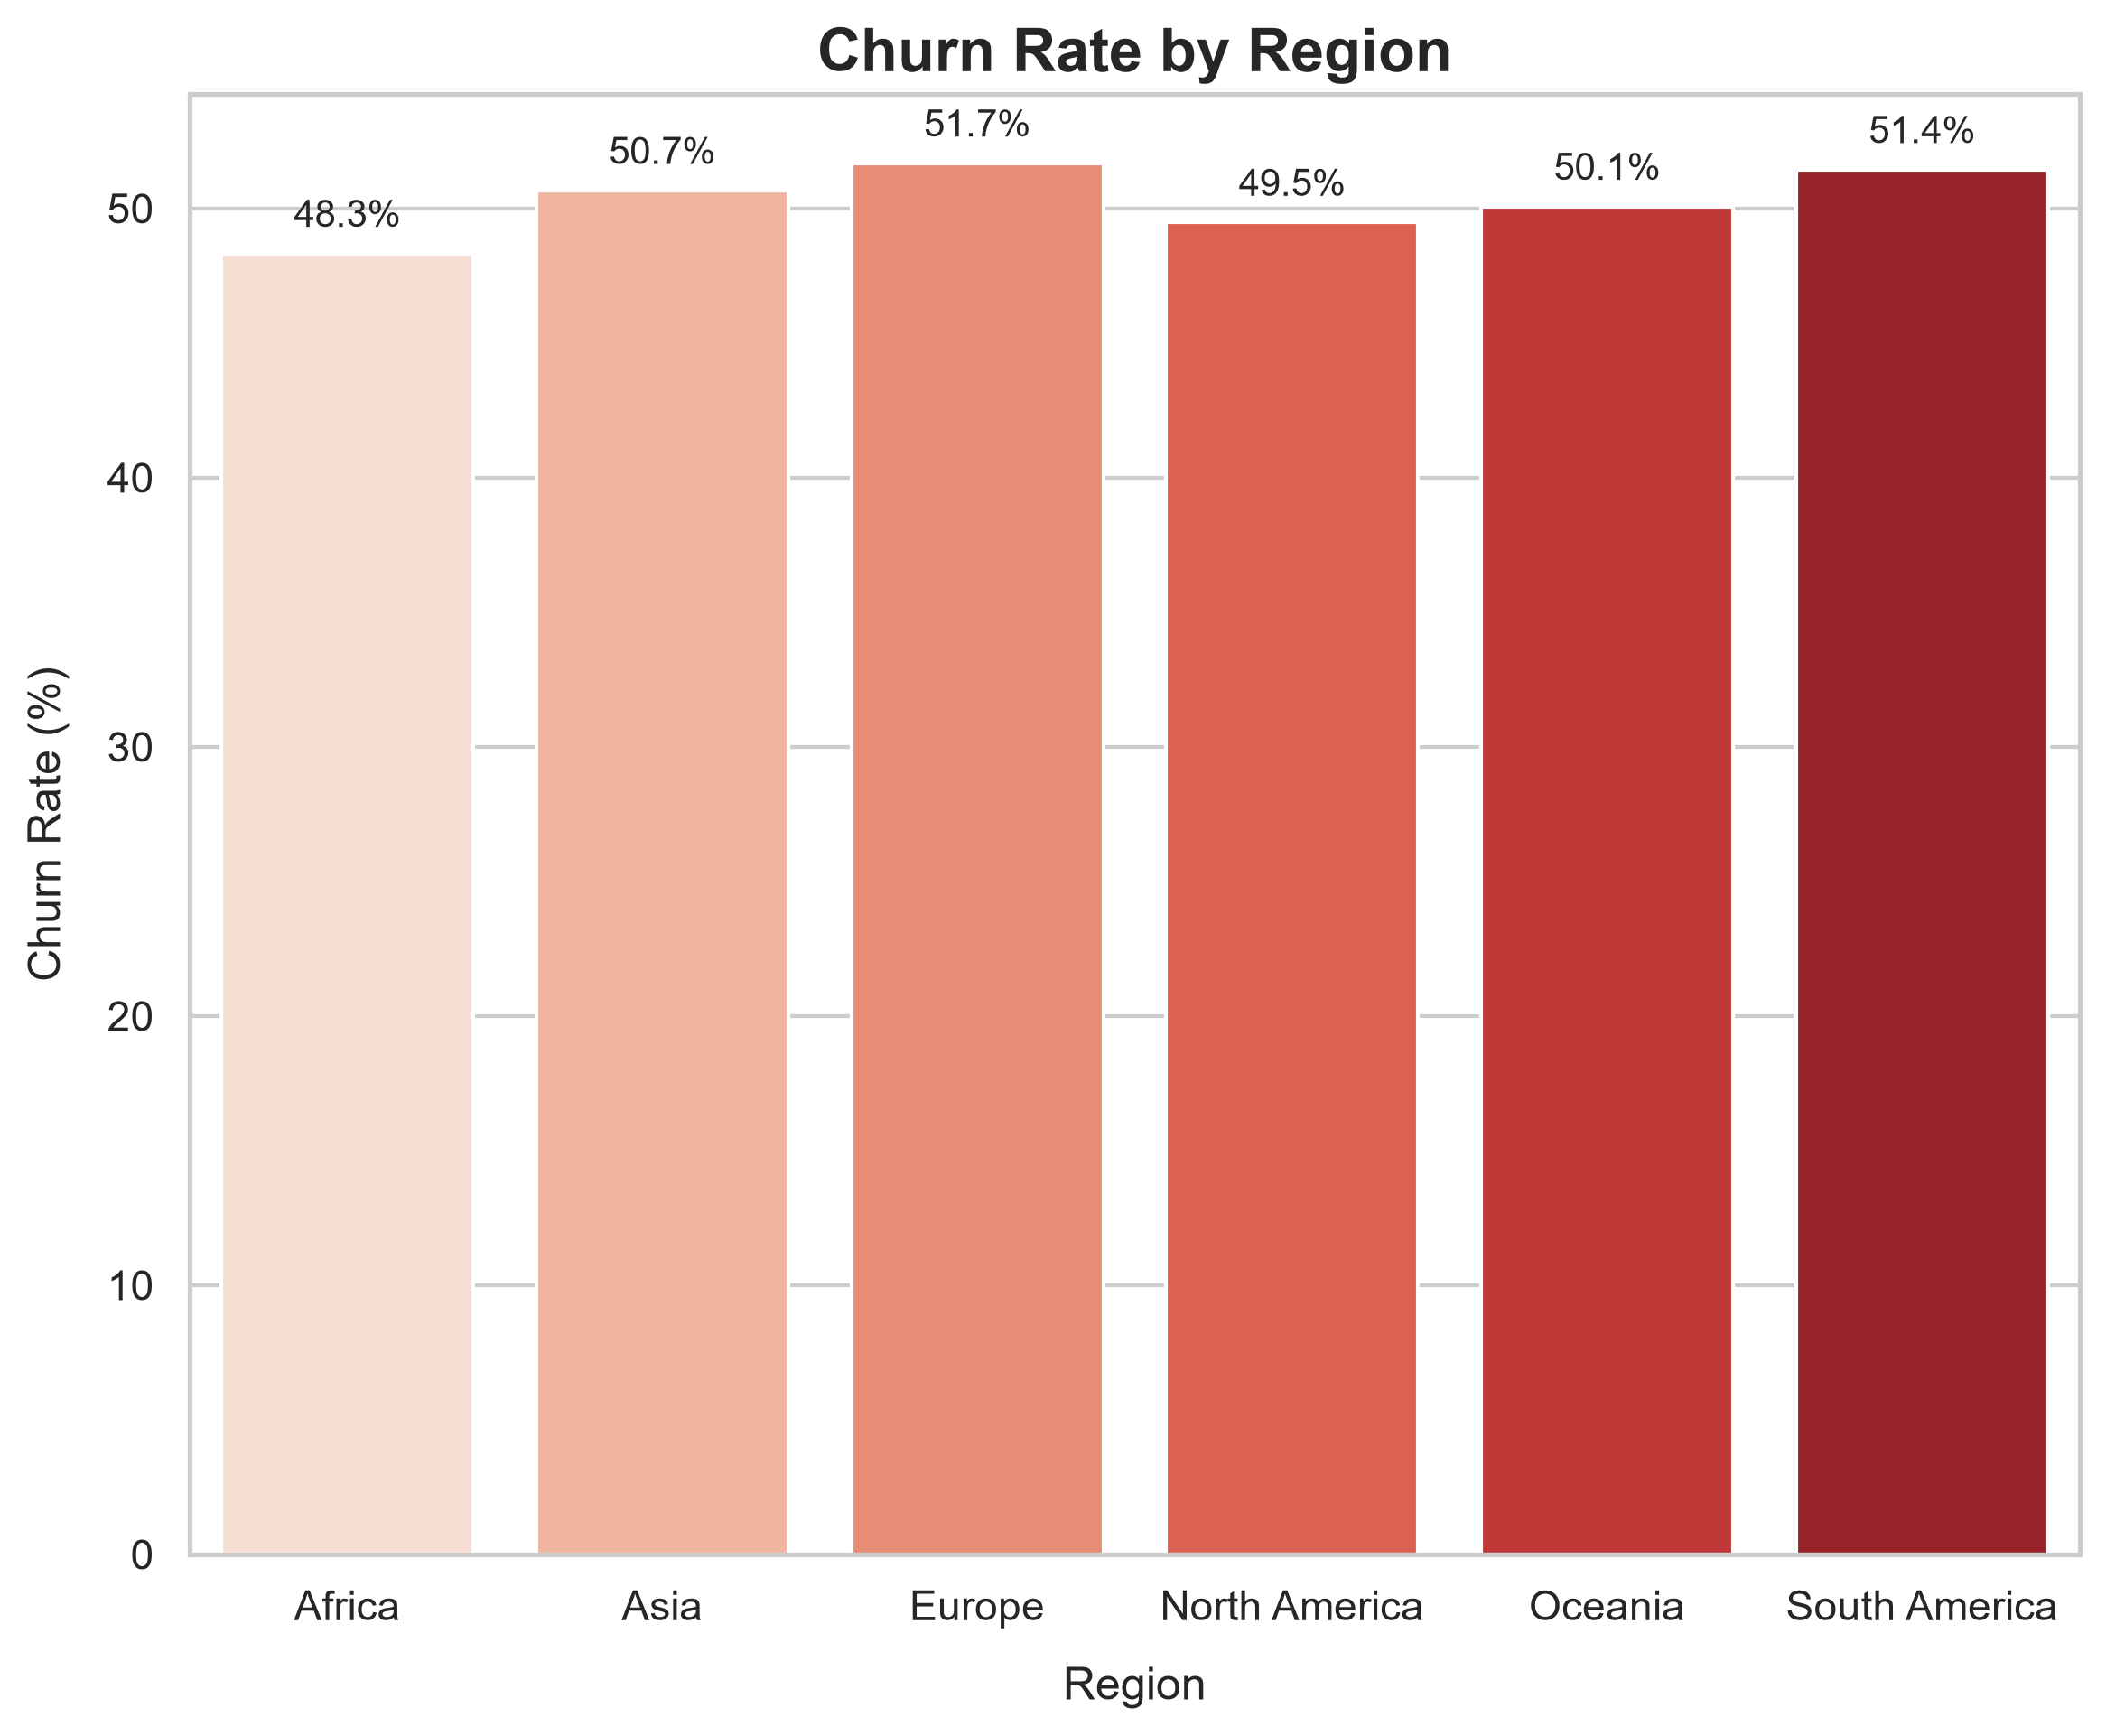 Churn Rate by Region
48.3%
50.7%
51.7%
49.5%
50.1%
51.4%
50
40
30
20
10
0
Churn Rate (%)
Africa
Asia
Europe
North America
Oceania
South America
Region